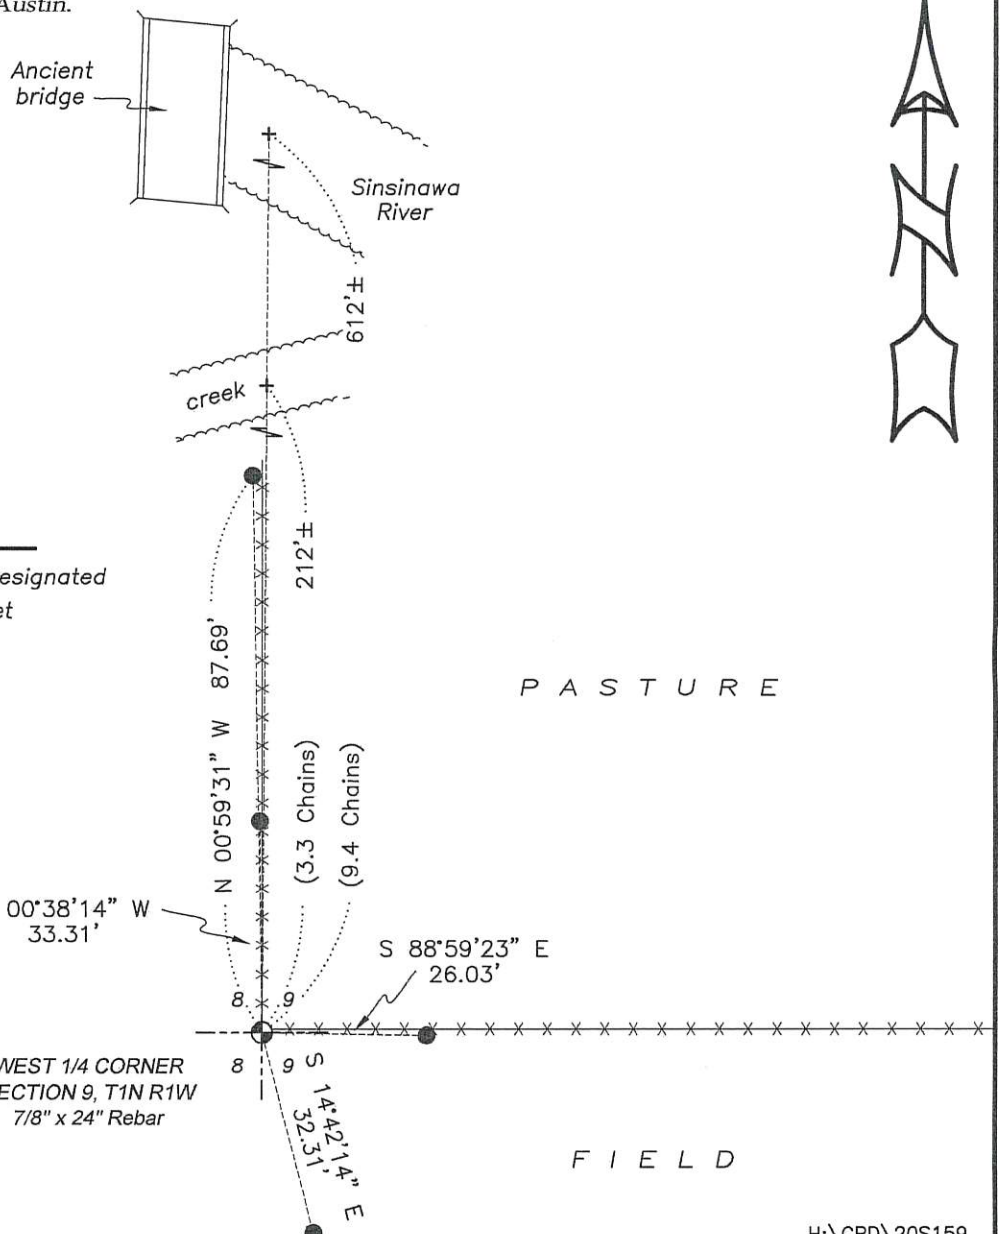 Austin.
Ancient
bridge
Sinsinawa
River
612'±
creek
212'±
esignated
et
N 00°59'31" W 87.69'
(3.3 Chains)
(9.4 Chains)
PASTURE
00°38'14" W
33.31'
S 88°59'23" E
26.03'
8 9
8 9
WEST 1/4 CORNER
ECTION 9, T1N R1W
7/8" x 24" Rebar
S 14°42'14" E
32.31'
FIELD
H:\CRD\20S159